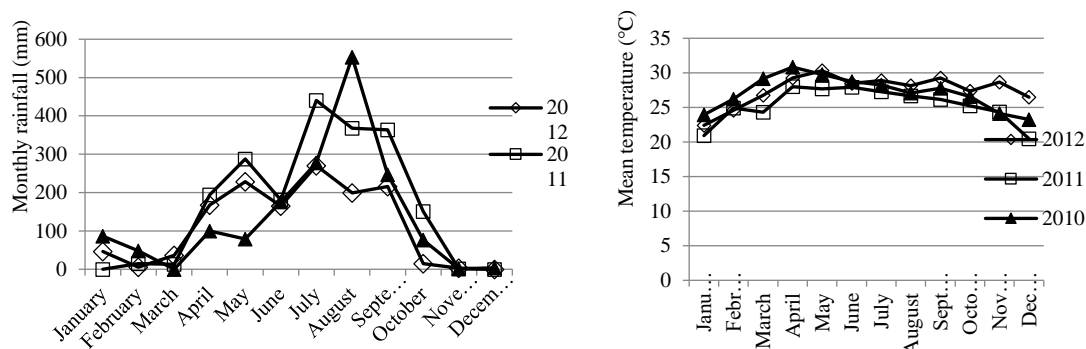 Monthly rainfall (mm)
600
500
400
300
200
100
0
January
February
March
April
May
June
July
August
Septe…
October
Nove…
Decem…
20
12
20
11
Mean temperature (°C)
35
30
25
20
15
10
5
0
Janu…
Febr…
March
April
May
June
July
August
Sept…
Octo…
Nov…
Dec…
2012
2011
2010